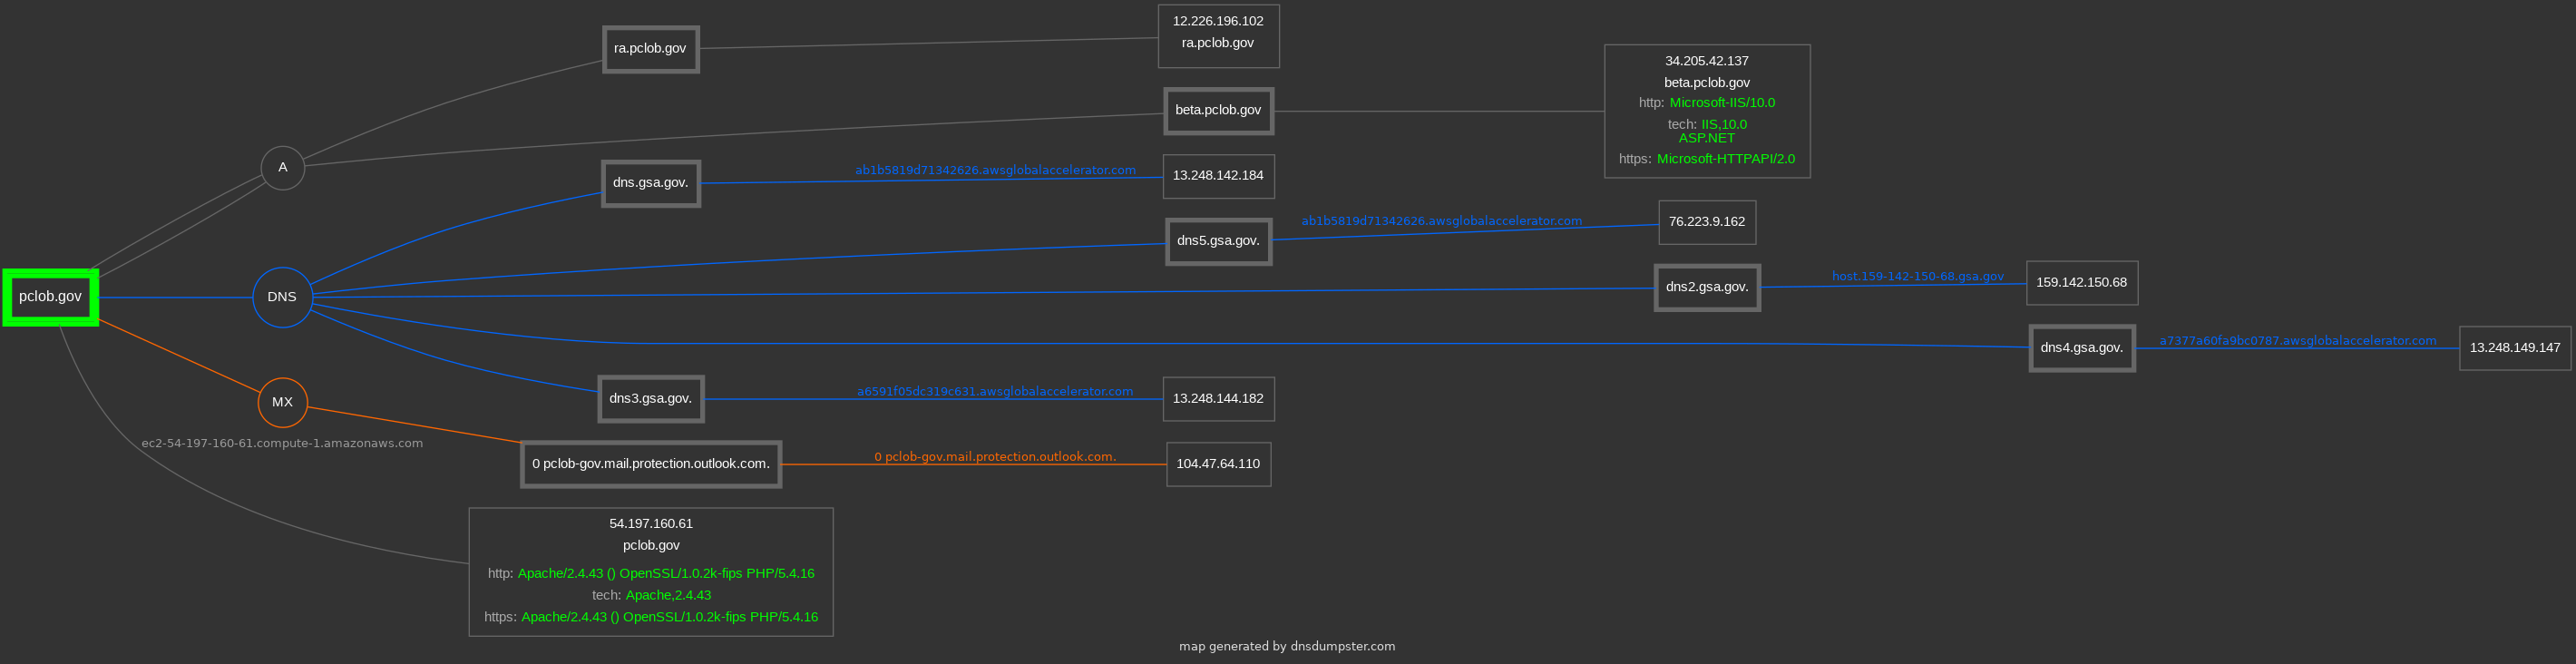 ra.pclob.gov
12.226.196.102
ra.pclob.gov
34.205.42.137
beta.pclob.gov
http: Microsoft-IIS/10.0
tech: IIS,10.0
ASP.NET
https: Microsoft-HTTPAPI/2.0
beta.pclob.gov
A
dns.gsa.gov.
ab1b5819d71342626.awsglobalaccelerator.com
13.248.142.184
dns5.gsa.gov.
ab1b5819d71342626.awsglobalaccelerator.com
76.223.9.162
pclob.gov
DNS
dns2.gsa.gov.
host.159-142-150-68.gsa.gov
159.142.150.68
dns4.gsa.gov.
a7377a60fa9bc0787.awsglobalaccelerator.com
13.248.149.147
MX
dns3.gsa.gov.
a6591f05dc319c631.awsglobalaccelerator.com
13.248.144.182
ec2-54-197-160-61.compute-1.amazonaws.com
0 pclob-gov.mail.protection.outlook.com.
0 pclob-gov.mail.protection.outlook.com.
104.47.64.110
54.197.160.61
pclob.gov
http: Apache/2.4.43 () OpenSSL/1.0.2k-fips PHP/5.4.16
tech: Apache,2.4.43
https: Apache/2.4.43 () OpenSSL/1.0.2k-fips PHP/5.4.16
map generated by dnsdumpster.com